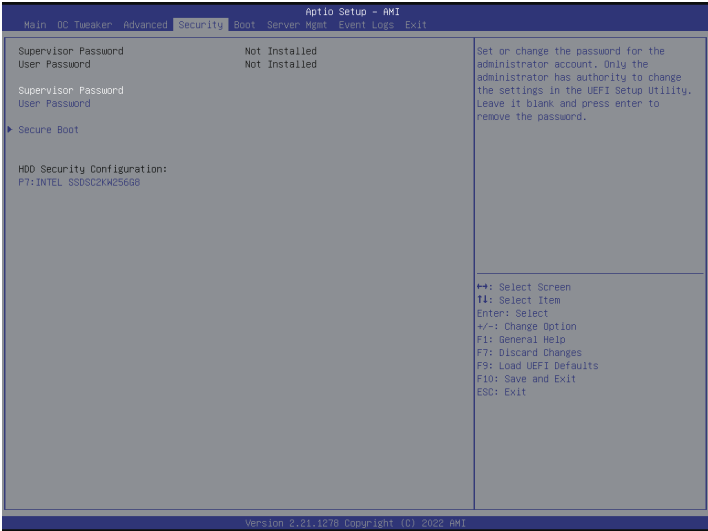 Aptio Setup – AMI
Main OC Tweaker Advanced Security Boot Server Mgmt Event Logs Exit
Supervisor Password Not Installed
User Password Not Installed
Supervisor Password
User Password
Secure Boot
HDD Security Configuration:
P7:INTEL SSDSC2KW256G8
Set or change the password for the
administrator account. Only the
administrator has authority to change
the settings in the UEFI Setup Utility.
Leave it blank and press enter to
remove the password.
→←: Select Screen
↑↓: Select Item
Enter: Select
+/-: Change Option
F1: General Help
F7: Discard Changes
F9: Load UEFI Defaults
F10: Save and Exit
ESC: Exit
Version 2.21.1278 Copyright (C) 2022 AMI